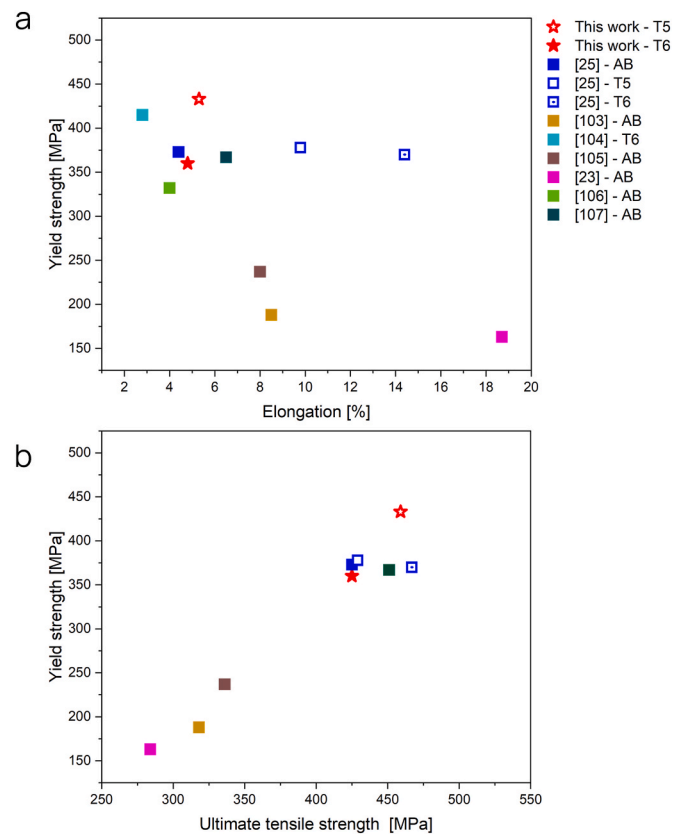 a
500
450
400
350
300
250
200
150
Yield strength [MPa]
2 4 6 8 10 12 14 16 18 20
Elongation [%]
This work - T5
This work - T6
[25] - AB
[25] - T5
[25] - T6
[103] - AB
[104] - T6
[105] - AB
[23] - AB
[106] - AB
[107] - AB
b
500
450
400
350
300
250
200
150
Yield strength [MPa]
250 300 350 400 450 500 550
Ultimate tensile strength [MPa]